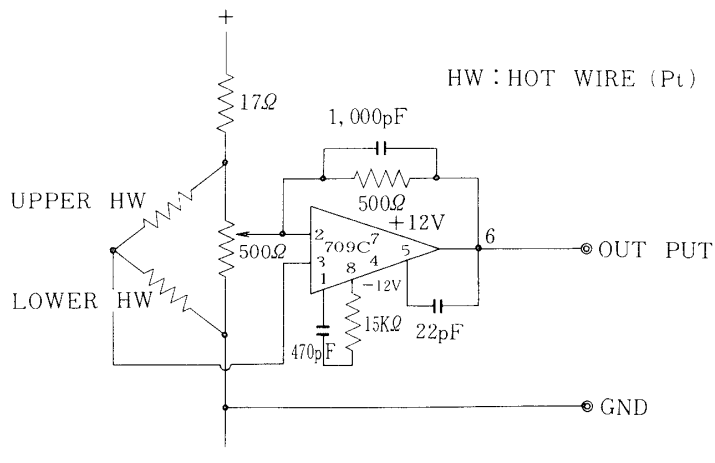 +
HW : HOT WIRE (Pt)
17Ω
1,000pF
UPPER HW
500Ω
+12V
2
709C
7
6
500Ω
3
4
5
OUT PUT
1
8
LOWER HW
-12V
470pF
15KΩ
22pF
GND